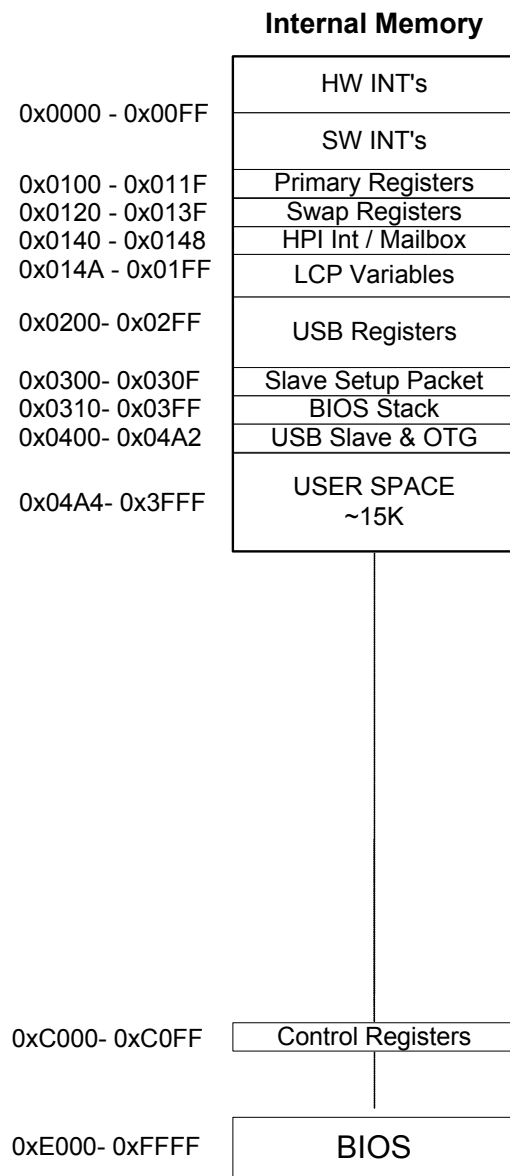 Internal Memory
HW INT's
0x0000 - 0x00FF
SW INT's
0x0100 - 0x011F Primary Registers
0x0120 - 0x013F Swap Registers
0x0140 - 0x0148 HPI Int / Mailbox
0x014A - 0x01FF LCP Variables
0x0200- 0x02FF USB Registers
0x0300- 0x030F Slave Setup Packet
0x0310- 0x03FF BIOS Stack
0x0400- 0x04A2 USB Slave & OTG
0x04A4- 0x3FFF USER SPACE
~15K
0xC000- 0xC0FF Control Registers
0xE000- 0xFFFF BIOS